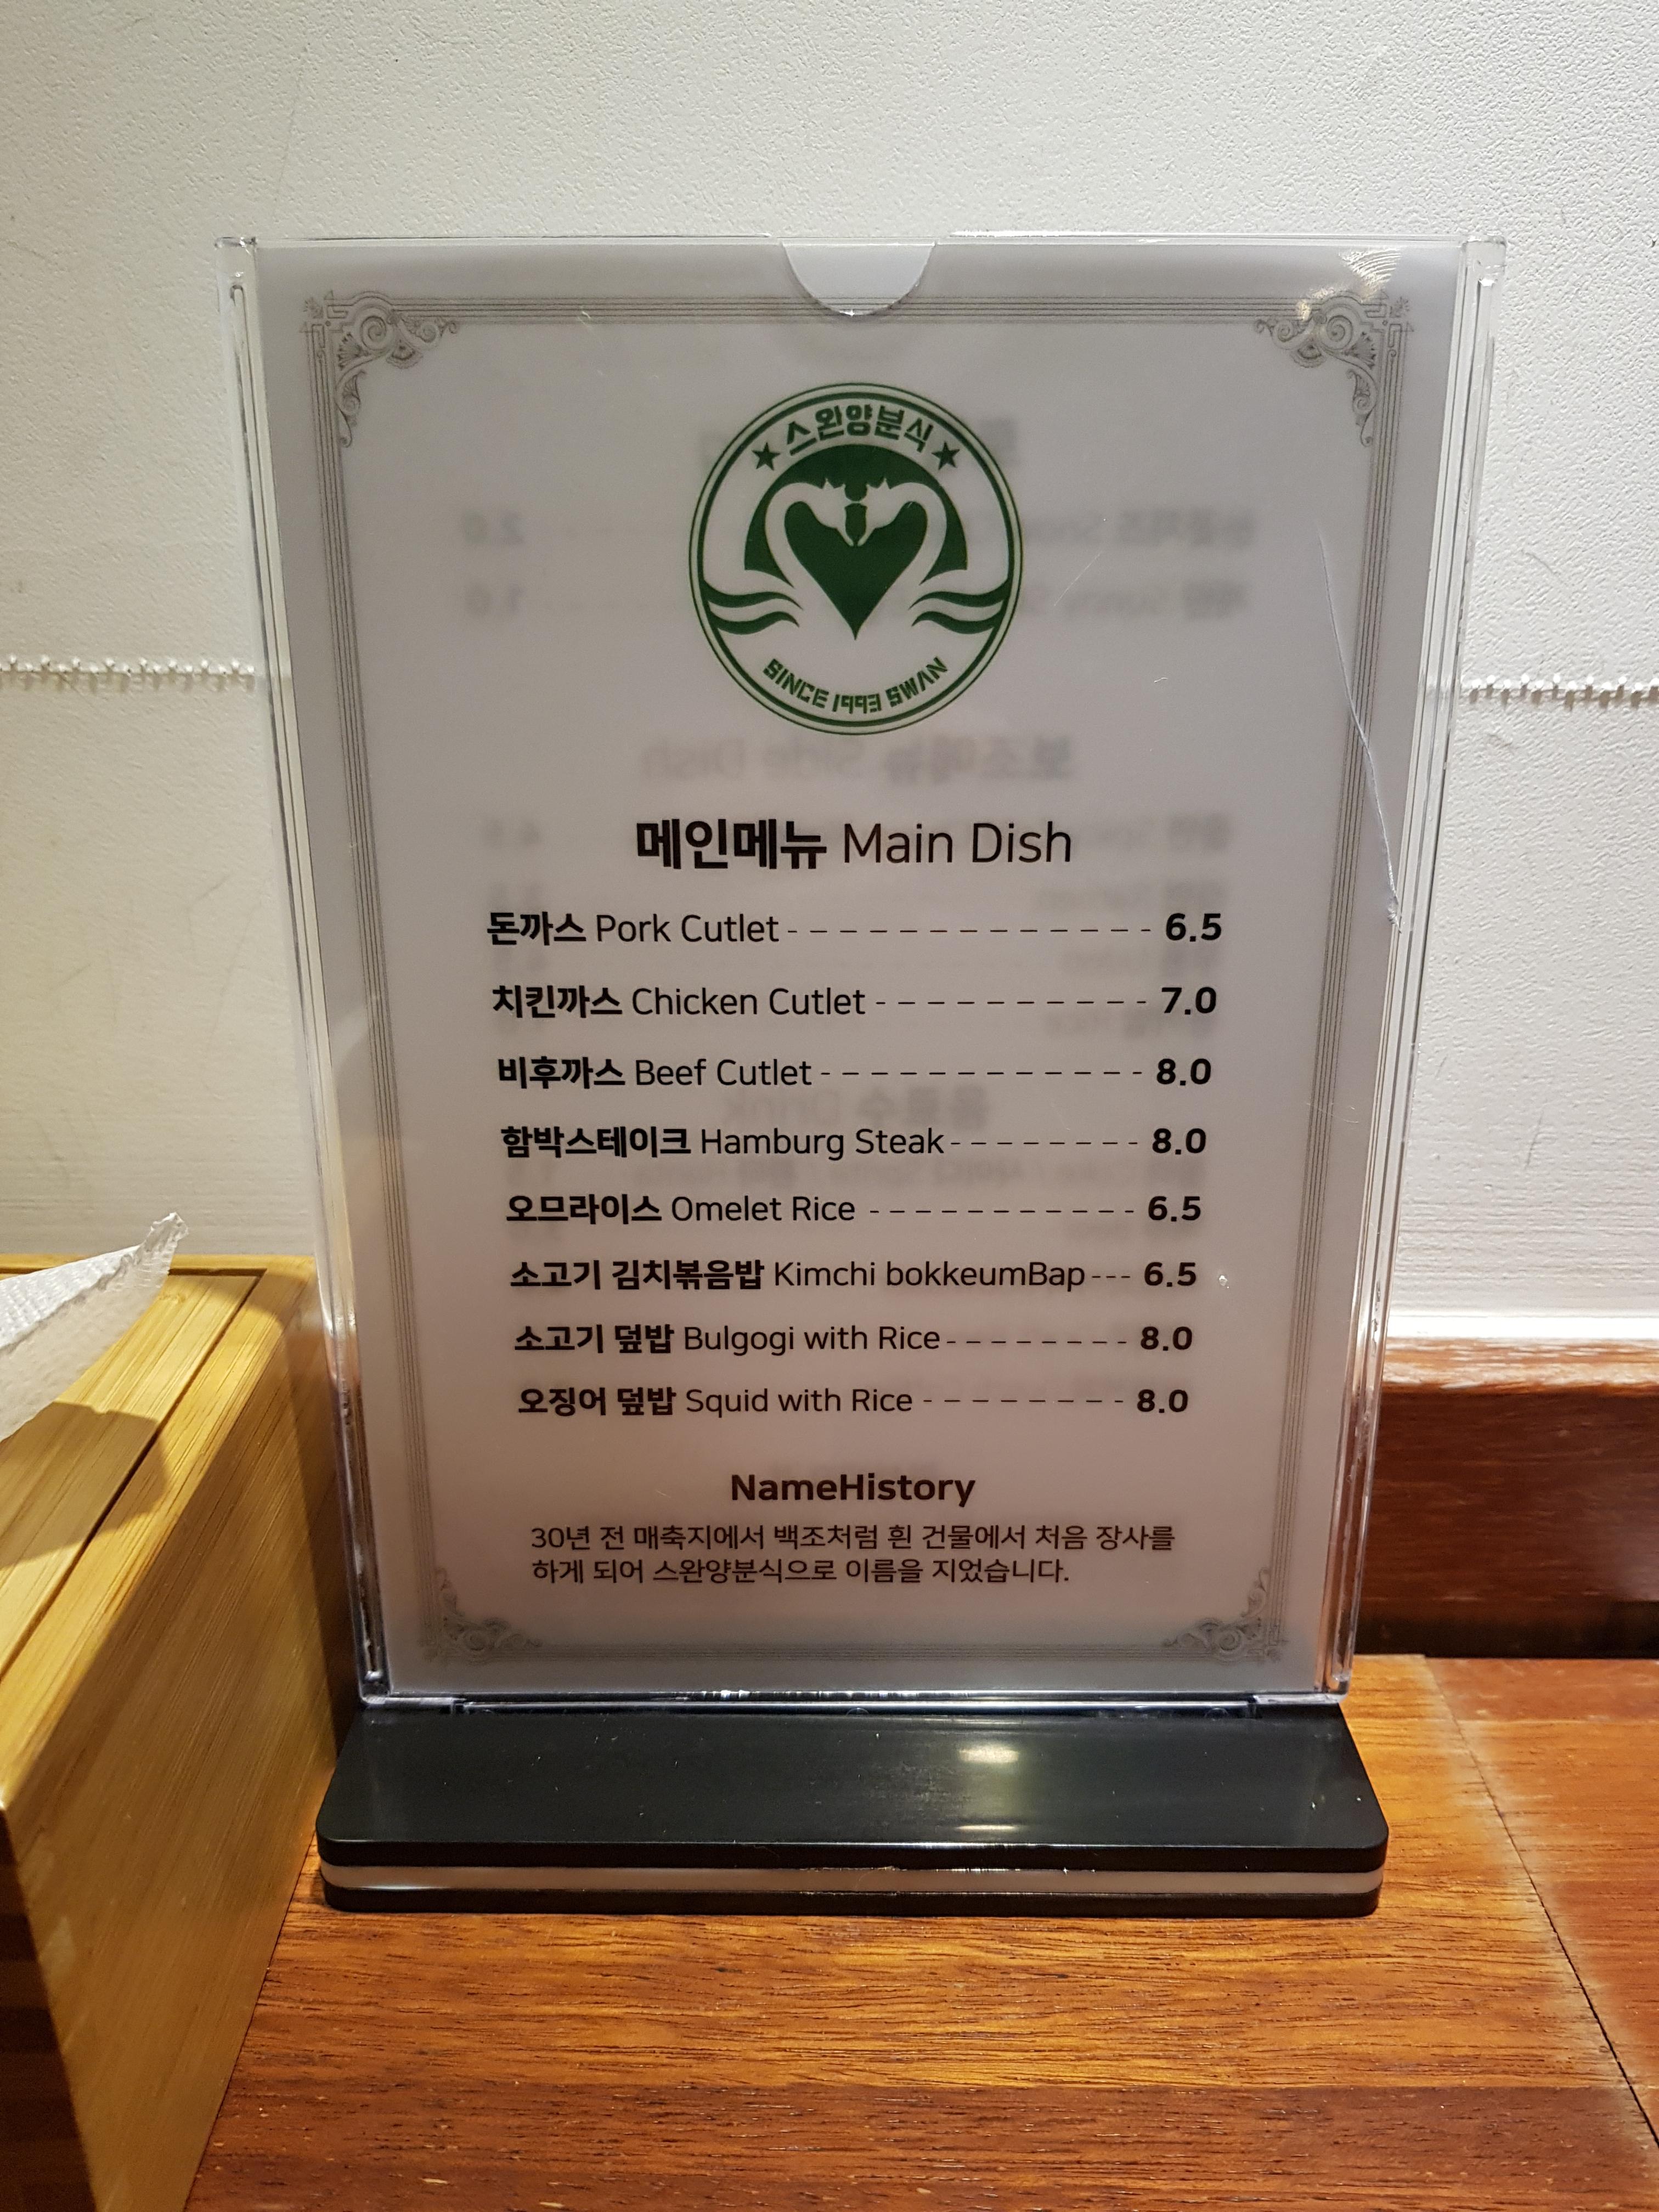 스완양분식
SINCE 1993 SWAN
메인메뉴 Main Dish
돈까스 Pork Cutlet - - - - - - - - - - - - - - 6.5
치킨까스 Chicken Cutlet - - - - - - - - - - - 7.0
비후까스 Beef Cutlet - - - - - - - - - - - - - 8.0
함박스테이크 Hamburg Steak - - - - - - - - 8.0
오므라이스 Omelet Rice - - - - - - - - - - - 6.5
소고기 김치볶음밥 Kimchi bokkeumBap - - - 6.5
소고기 덮밥 Bulgogi with Rice - - - - - - - - 8.0
오징어 덮밥 Squid with Rice - - - - - - - - - 8.0
NameHistory
30년 전 매축지에서 백조처럼 흰 건물에서 처음 장사를
하게 되어 스완양분식으로 이름을 지었습니다.